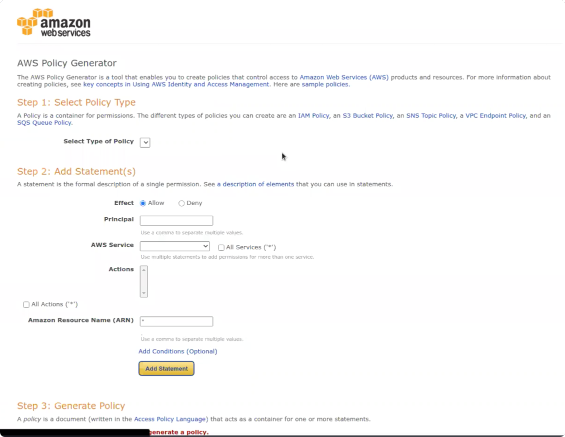 amazon
web services
AWS Policy Generator
The AWS Policy Generator is a tool that enables you to create policies that control access to Amazon Web Services (AWS) products and resources. For more information about
creating policies, see key concepts in Using AWS Identity and Access Management. Here are sample policies.
Step 1: Select Policy Type
A Policy is a container for permissions. The different types of policies you can create are an IAM Policy, an S3 Bucket Policy, an SNS Topic Policy, a VPC Endpoint Policy, and an
SQS Queue Policy.
Select Type of Policy
Step 2: Add Statement(s)
A statement is the formal description of a single permission. See a description of elements that you can use in statements.
Effect Allow Deny
Principal
Use a comma to separate multiple values.
AWS Service All Services ('*')
Use multiple statements to add permissions for more than one service.
Actions
All Actions ('*')
Amazon Resource Name (ARN) *
Use a comma to separate multiple values.
Add Conditions (Optional)
Add Statement
Step 3: Generate Policy
A policy is a document (written in the Access Policy Language) that acts as a container for one or more statements.
generate a policy.